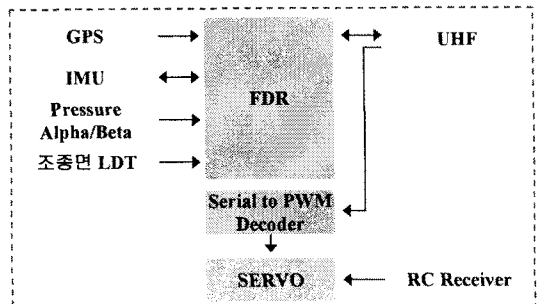 GPS
UHF
IMU
FDR
Pressure
Alpha/Beta
조종면 LDT
Serial to PWM
Decoder
SERVO
RC Receiver